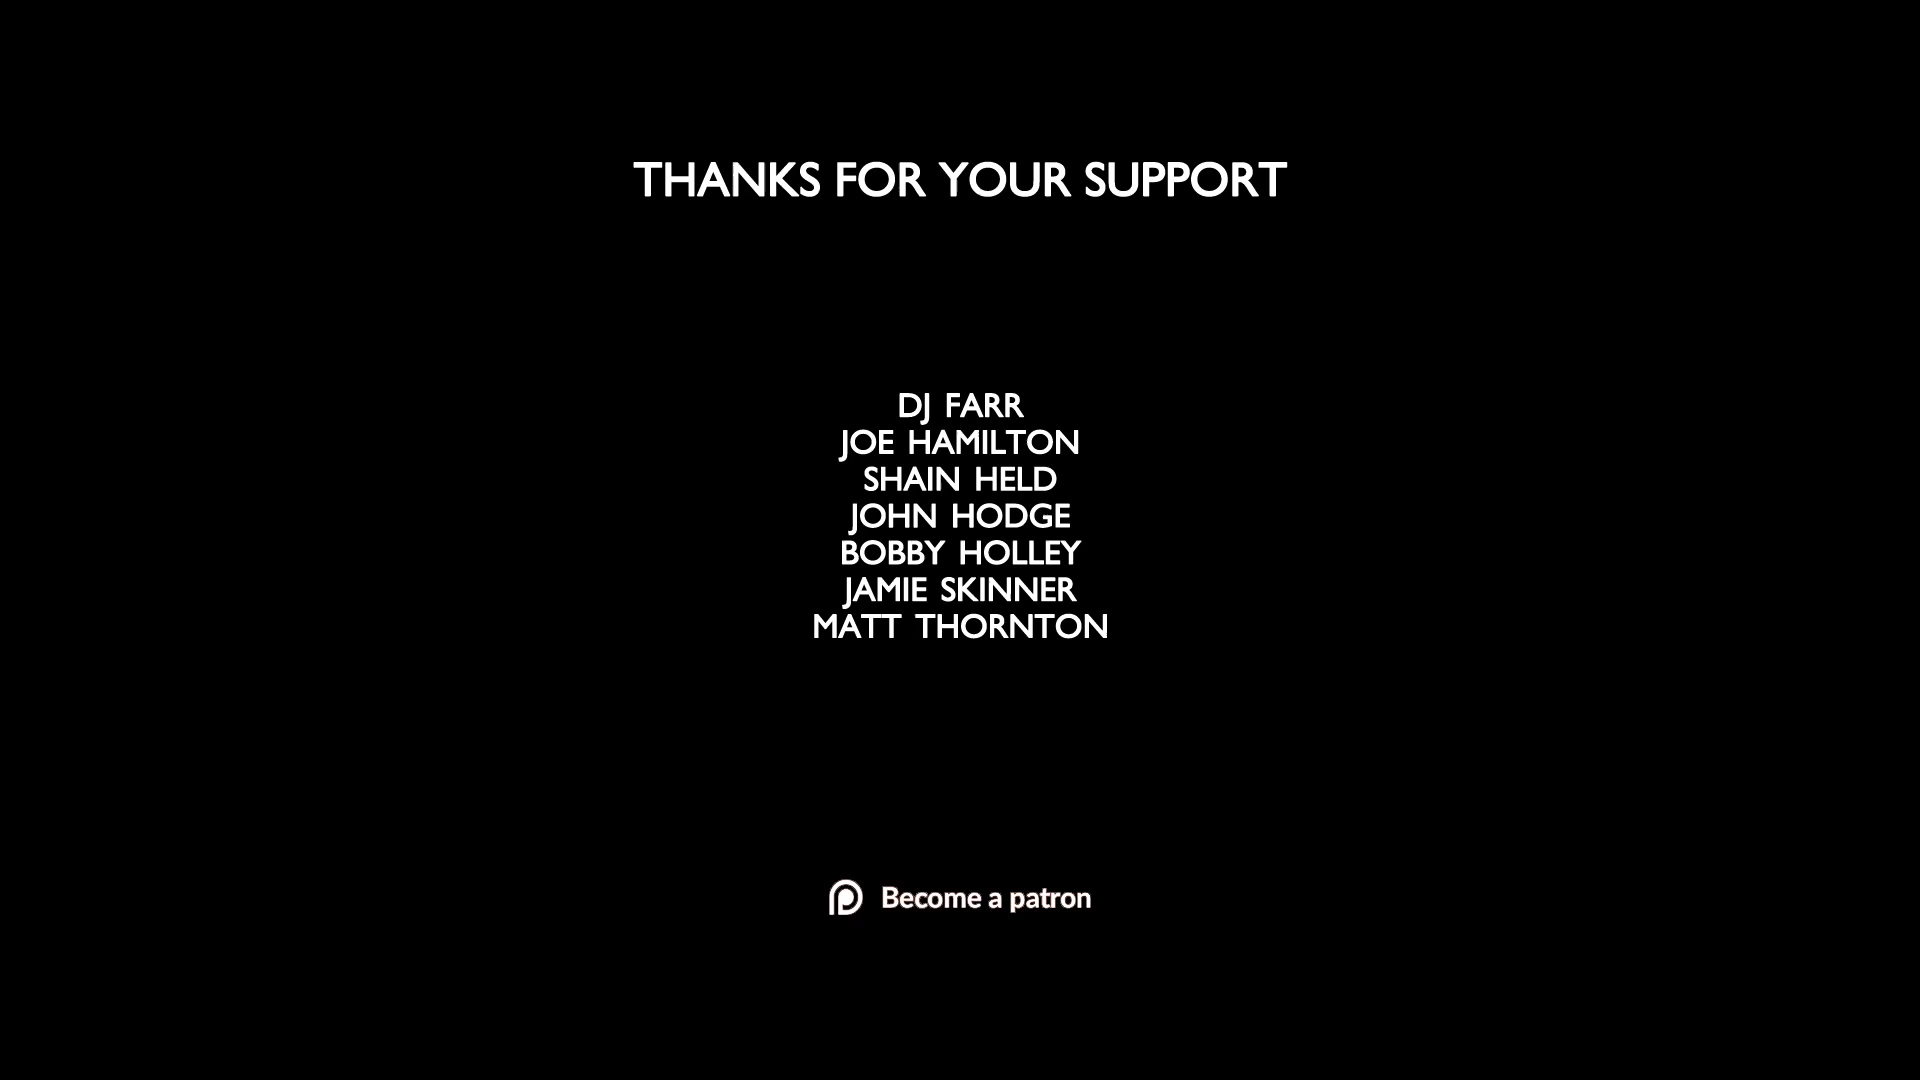 THANKS FOR YOUR SUPPORT
DJ FARR
JOE HAMILTON
SHAIN HELD
JOHN HODGE
BOBBY HOLLEY
JAMIE SKINNER
MATT THORNTON
Become a patron